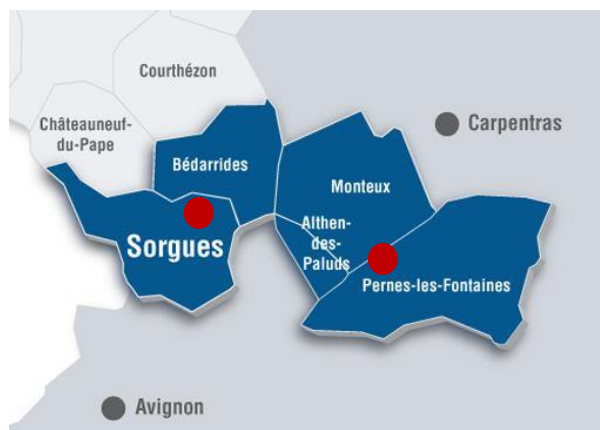 Courthézon
Châteauneuf-
du-Pape
Carpentras
Bédarrides
Monteux
Althen-
des-
Paluds
Sorgues
Pernes-les-Fontaines
Avignon